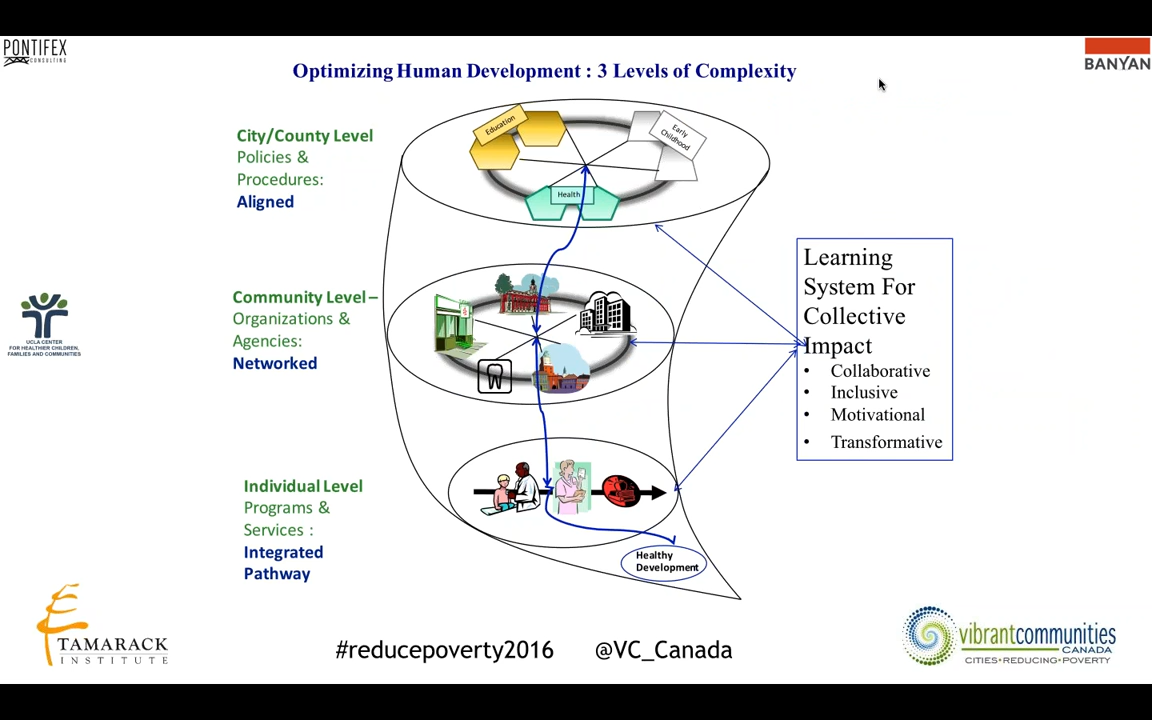 PONTIFEX
CONSULTING
BANYAN
Optimizing Human Development : 3 Levels of Complexity
City/County Level
Policies &
Procedures:
Aligned
Education
Early
Childhood
Health
Community Level –
Organizations &
Agencies:
Networked
Learning
System For
Collective
Impact
• Collaborative
• Inclusive
• Motivational
• Transformative
UCLA CENTER
FOR HEALTHIER CHILDREN,
FAMILIES AND COMMUNITIES
Individual Level
Programs &
Services :
Integrated
Pathway
Healthy
Development
TAMARACK
INSTITUTE
#reducepoverty2016 @VC_Canada
vibrantcommunities
CANADA
CITIES•REDUCING•POVERTY